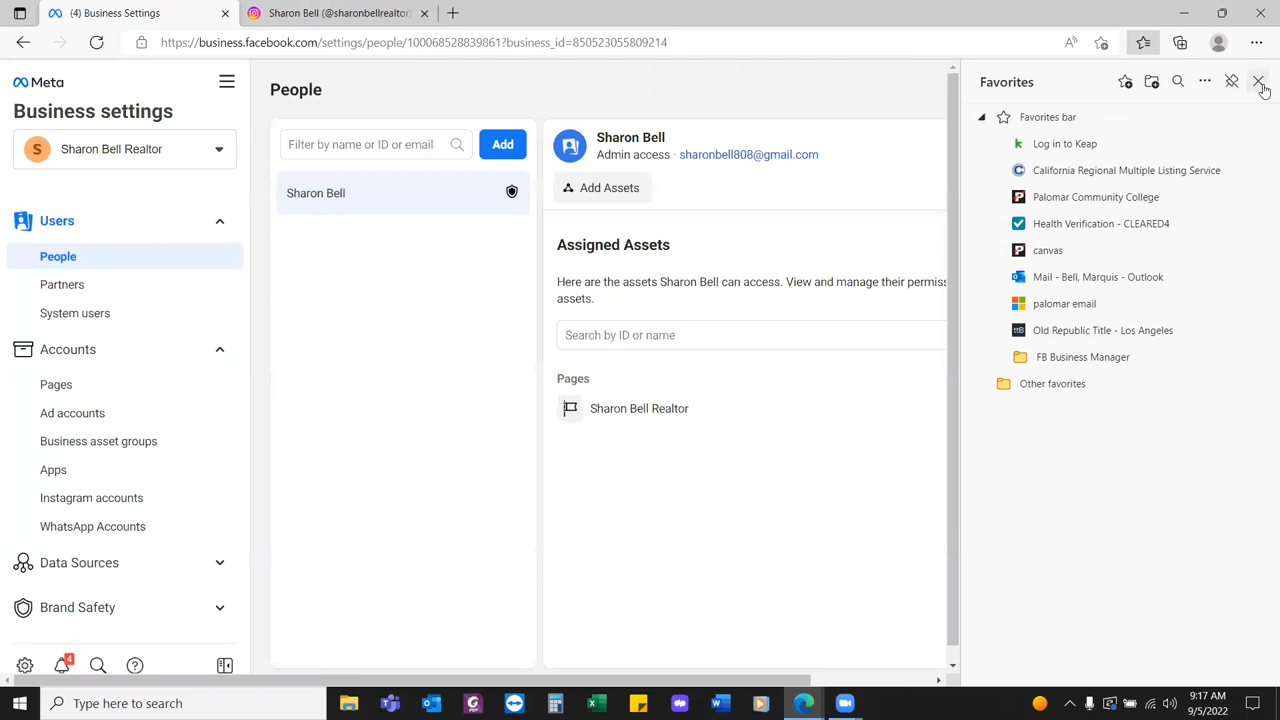 (4) Business Settings
Sharon Bell (@sharonbellrealtor)
https://business.facebook.com/settings/people/100068528839861?business_id=850523055809214
Meta
Business settings
S
Sharon Bell Realtor
Users
People
Partners
System users
Accounts
Pages
Ad accounts
Business asset groups
Apps
Instagram accounts
WhatsApp Accounts
Data Sources
Brand Safety
4
People
Filter by name or ID or email
Add
Sharon Bell
Sharon Bell
Admin access · sharonbell808@gmail.com
Add Assets
Assigned Assets
Here are the assets Sharon Bell can access. View and manage their permis
assets.
Search by ID or name
Pages
Sharon Bell Realtor
Favorites
Favorites bar
Log in to Keap
California Regional Multiple Listing Service
Palomar Community College
Health Verification - CLEARED4
canvas
Mail - Bell, Marquis - Outlook
palomar email
Old Republic Title - Los Angeles
FB Business Manager
Other favorites
Type here to search
9:17 AM
9/5/2022